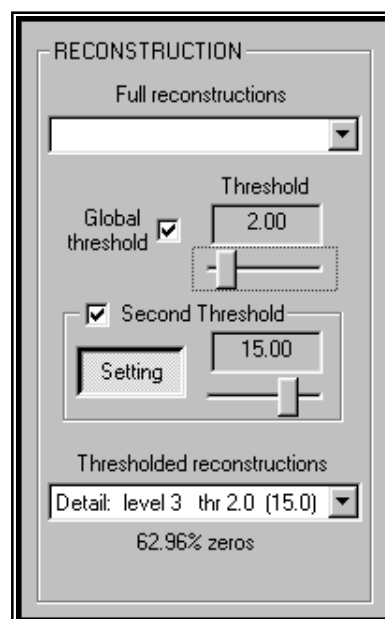 RECONSTRUCTION
Full reconstructions
Threshold
Global
threshold
2.00
Second Threshold
Setting
15.00
Thresholded reconstructions
Detail: level 3 thr 2.0 (15.0)
62.96% zeros